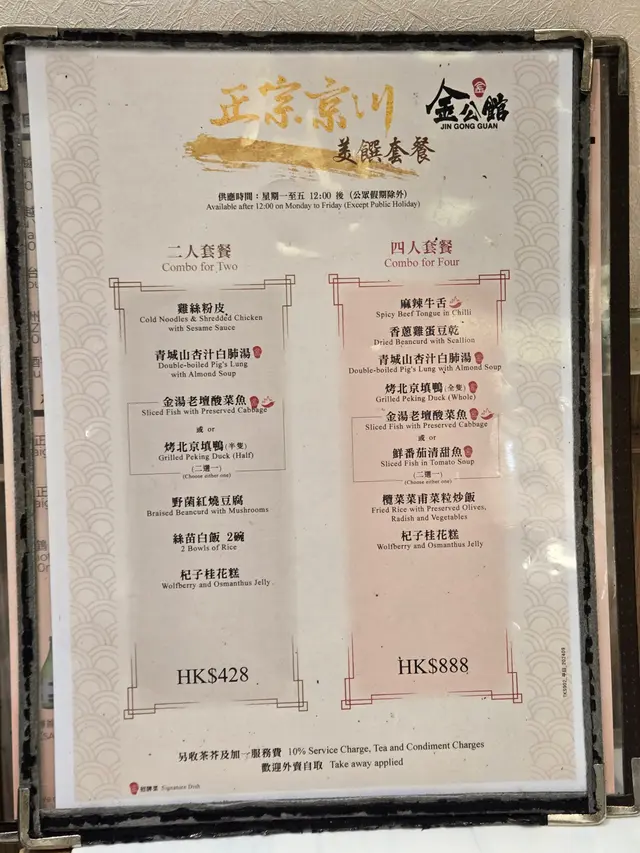 正宗京川
美饌套餐
金公館
JIN GONG GUAN
供應時間：星期一至五 12:00 後 (公眾假期除外)
Available after 12:00 on Monday to Friday (Except Public Holiday)
二人套餐
Combo for Two
雞絲粉皮
Cold Noodles & Shredded Chicken
with Sesame Sauce
青城山杏汁白肺湯
Double-boiled Pig's Lung
with Almond Soup
金湯老壇酸菜魚
Sliced Fish with Preserved Cabbage
或 or
烤北京填鴨(半隻)
Grilled Peking Duck (Half)
(二選一)
(Choose either one)
野菌紅燒豆腐
Braised Beancurd with Mushrooms
絲苗白飯 2碗
2 Bowls of Rice
杞子桂花糕
Wolfberry and Osmanthus Jelly
HK$428
四人套餐
Combo for Four
麻辣牛舌
Spicy Beef Tongue in Chilli
香蔥雞蛋豆乾
Dried Beancurd with Scallion
青城山杏汁白肺湯
Double-boiled Pig's Lung with Almond Soup
烤北京填鴨(全隻)
Grilled Peking Duck (Whole)
金湯老壇酸菜魚
Sliced Fish with Preserved Cabbage
或 or
鮮番茄清甜魚
Sliced Fish in Tomato Soup
(二選一)
(Choose either one)
欖菜菜甫菜粒炒飯
Fried Rice with Preserved Olives,
Radish and Vegetables
杞子桂花糕
Wolfberry and Osmanthus Jelly
HK$888
另收茶芥及加一服務費 10% Service Charge, Tea and Condiment Charges
歡迎外賣自取 Take away applied
招牌菜 Signature Dish